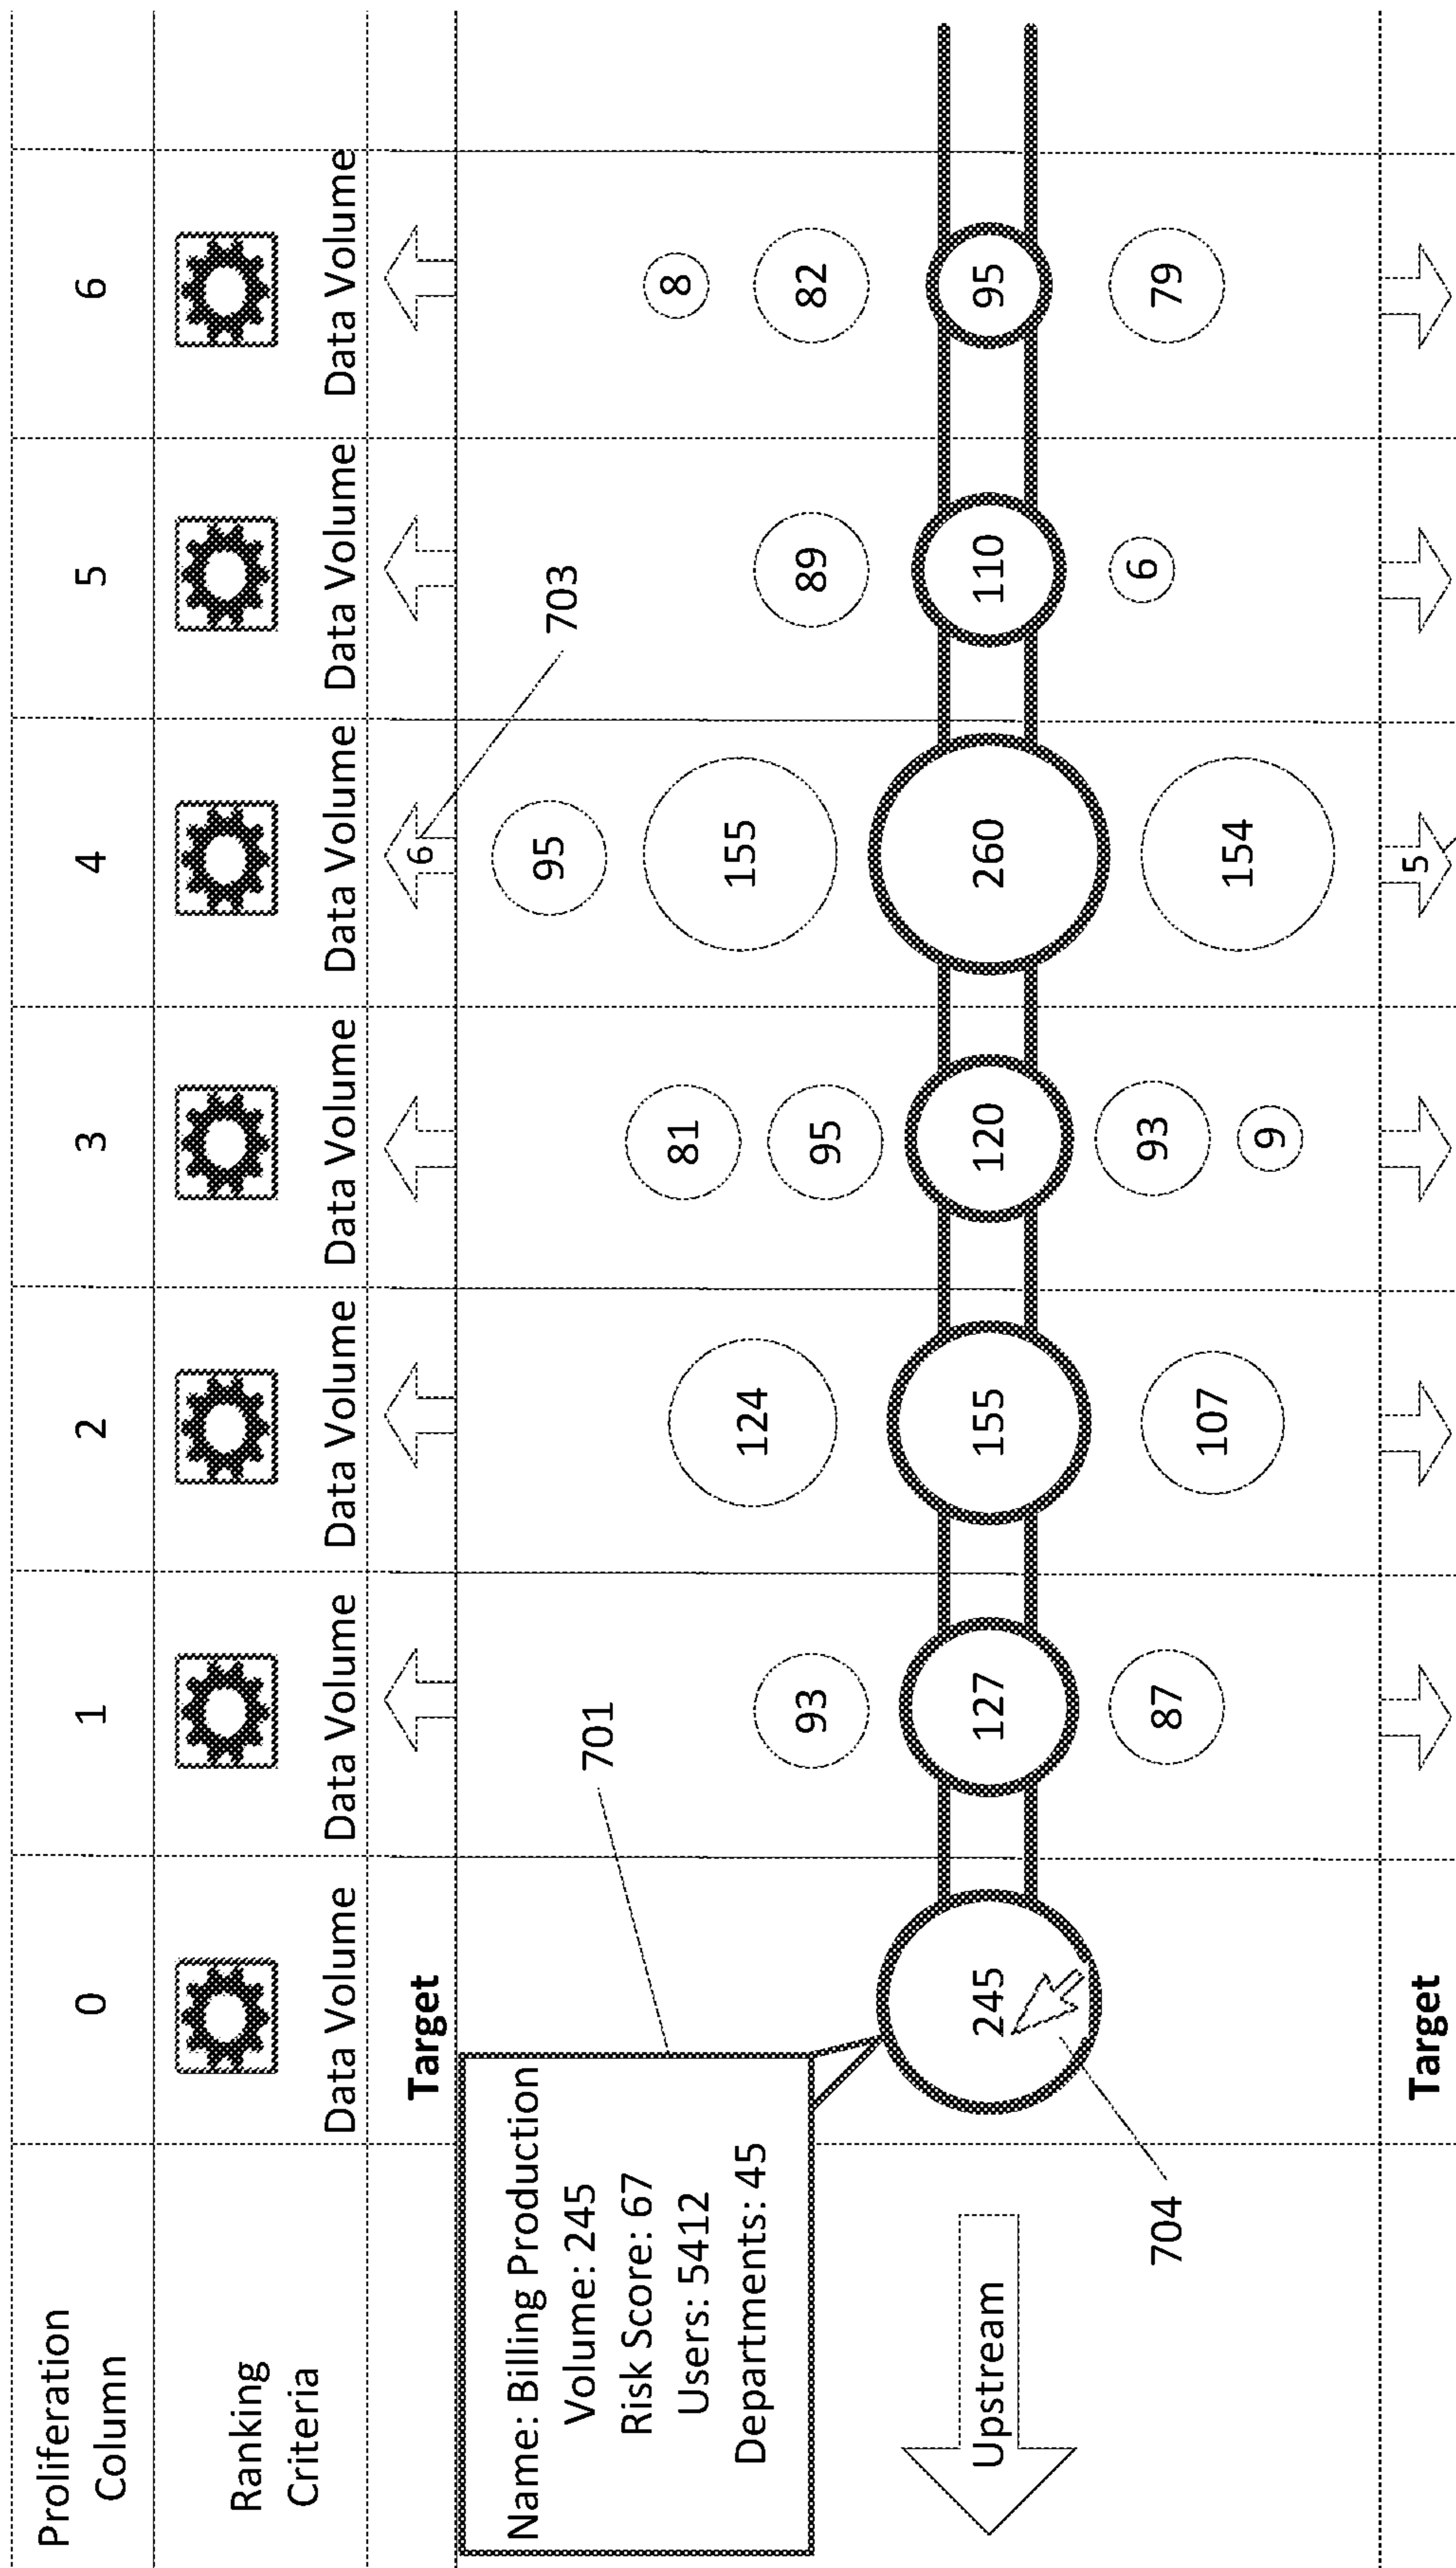 Proliferation
Column
0
1
2
3
4
5
6
Ranking
Criteria
Data Volume
Data Volume
Data Volume
Data Volume
Data Volume
Data Volume
Data Volume
Target
6
703
Name: Billing Production
Volume: 245
Risk Score: 67
Users: 5412
Departments: 45
701
Upstream
704
245
93
127
87
124
155
107
81
95
120
93
9
95
155
260
154
89
110
6
8
82
95
79
Target
5